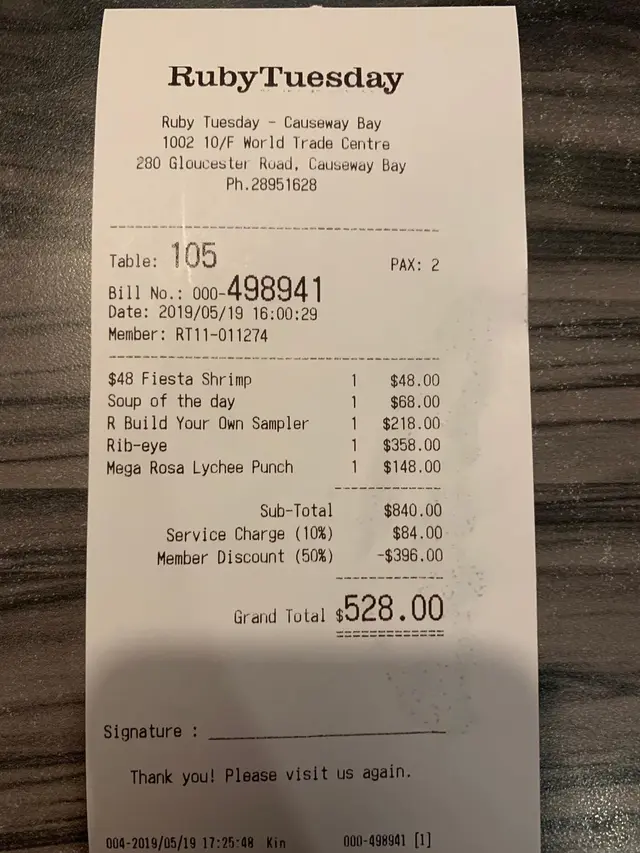 RubyTuesday
Ruby Tuesday - Causeway Bay
1002 10/F World Trade Centre
280 Gloucester Road, Causeway Bay
Ph.28951628
Table: 105 PAX: 2
Bill No.: 000-498941
Date: 2019/05/19 16:00:29
Member: RT11-011274
$48 Fiesta Shrimp 1 $48.00
Soup of the day 1 $68.00
R Build Your Own Sampler 1 $218.00
Rib-eye 1 $358.00
Mega Rosa Lychee Punch 1 $148.00
Sub-Total $840.00
Service Charge (10%) $84.00
Member Discount (50%) -$396.00
Grand Total $528.00
Signature :
Thank you! Please visit us again.
004-2019/05/19 17:25:48 Kin 000-498941 [1]